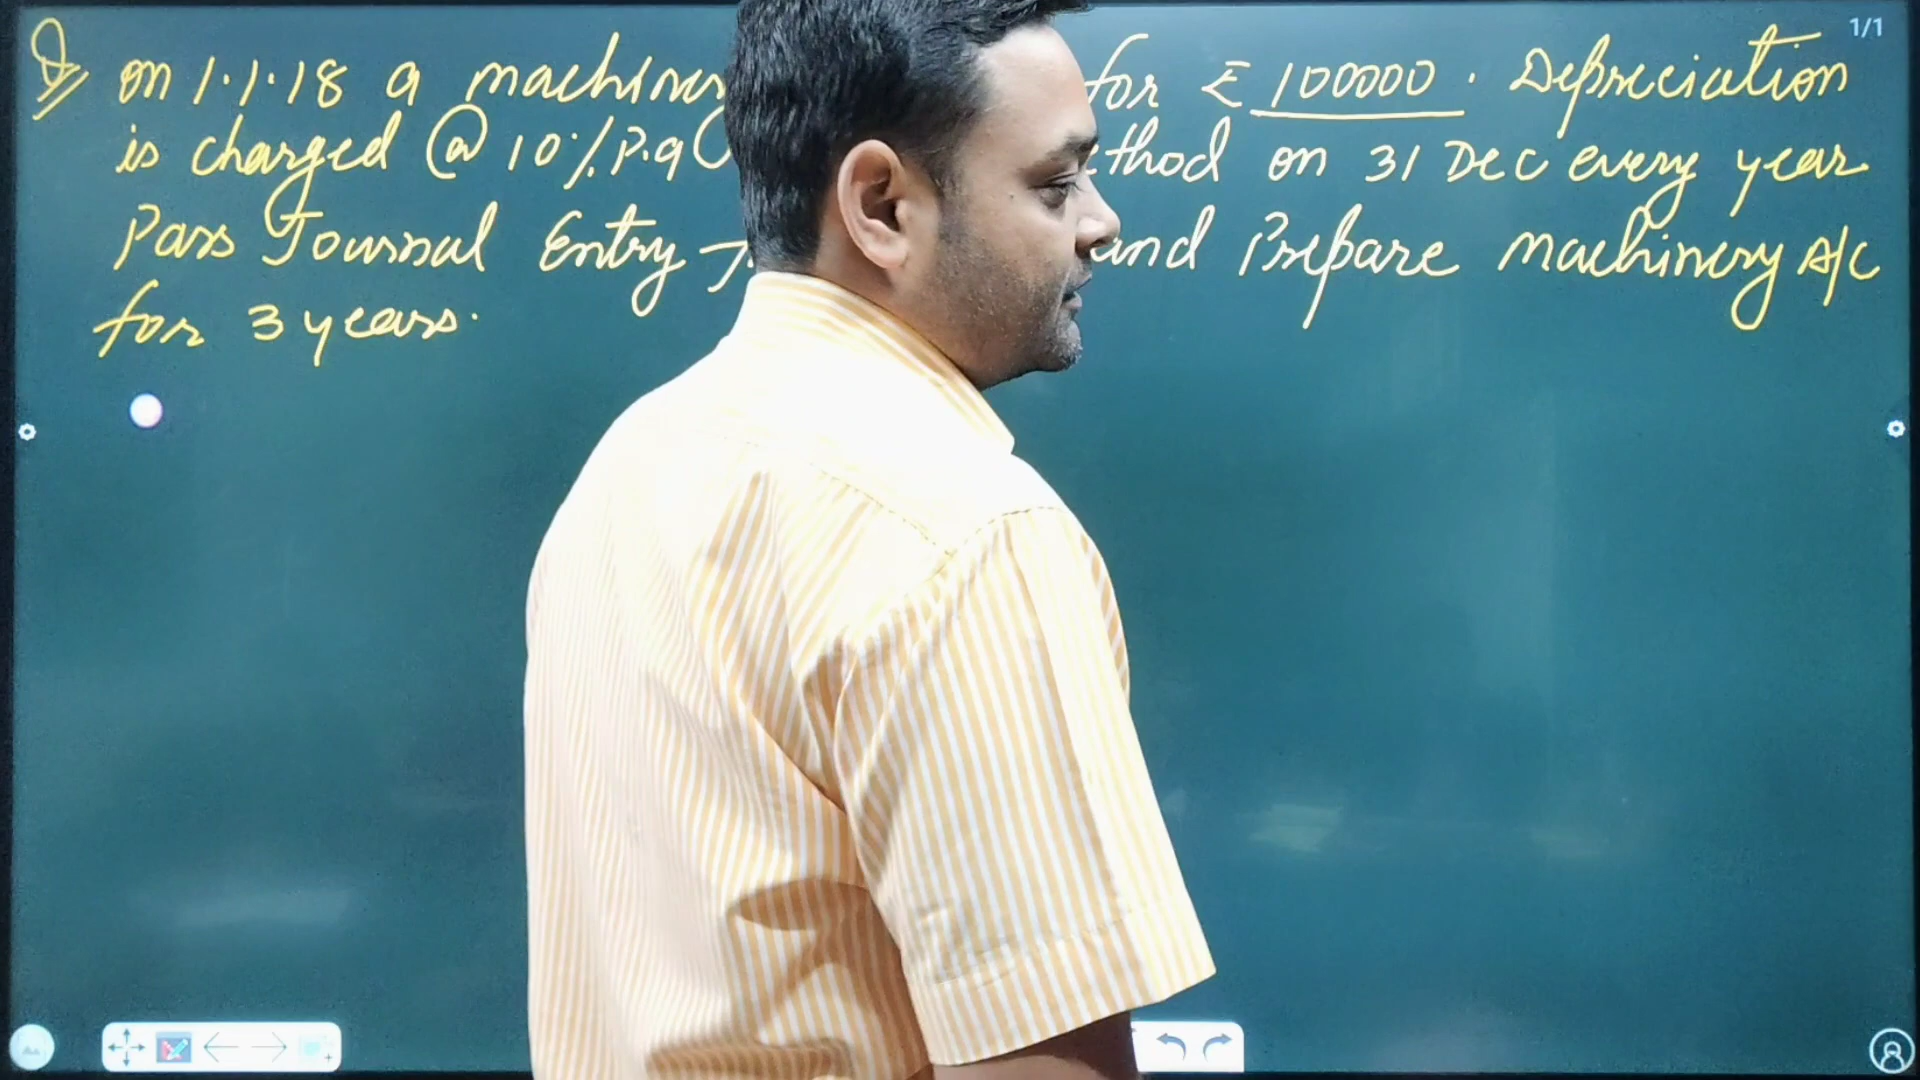 1/1
Q on 1.1.18 a machinery for ₹ 100000. Depreciation
is charged @ 10% P.a thod on 31 Dec every year
Pass Journal Entry → and Prepare Machinery A/c
for 3 years.